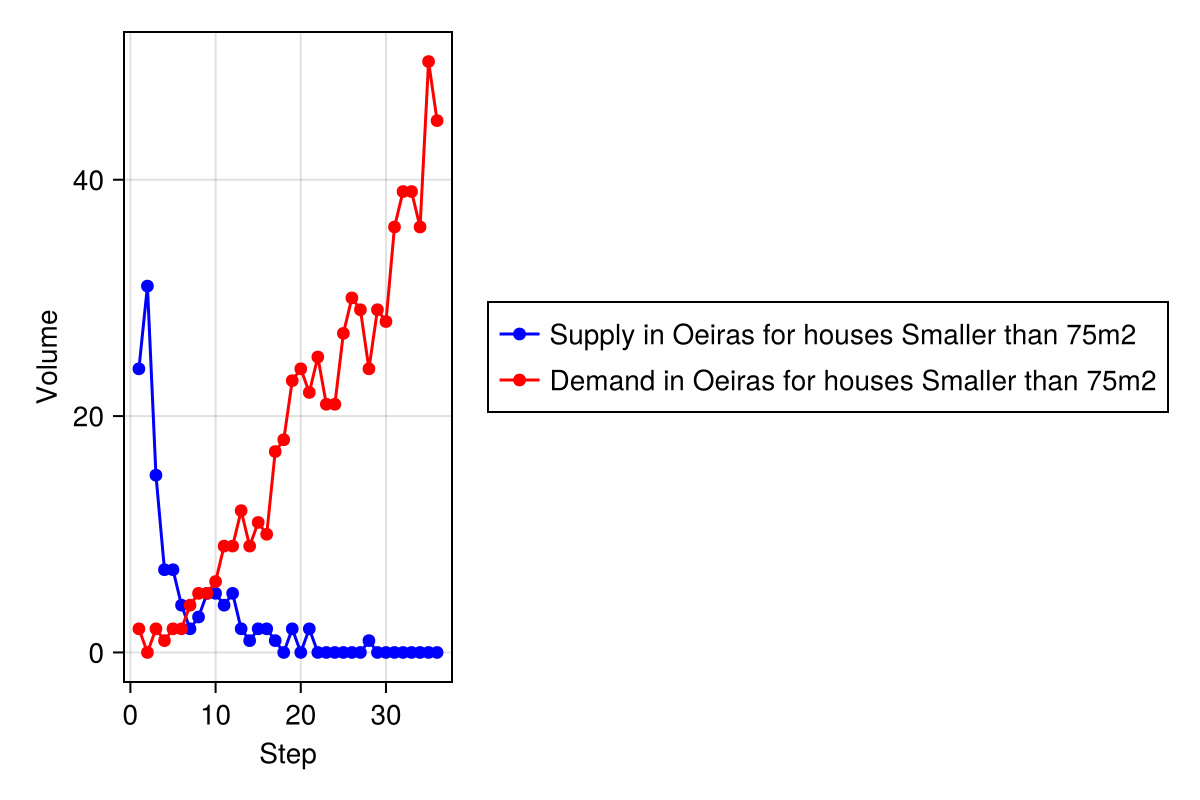 40
20
0
Volume
0 10 20 30
Step
Supply in Oeiras for houses Smaller than 75m2
Demand in Oeiras for houses Smaller than 75m2